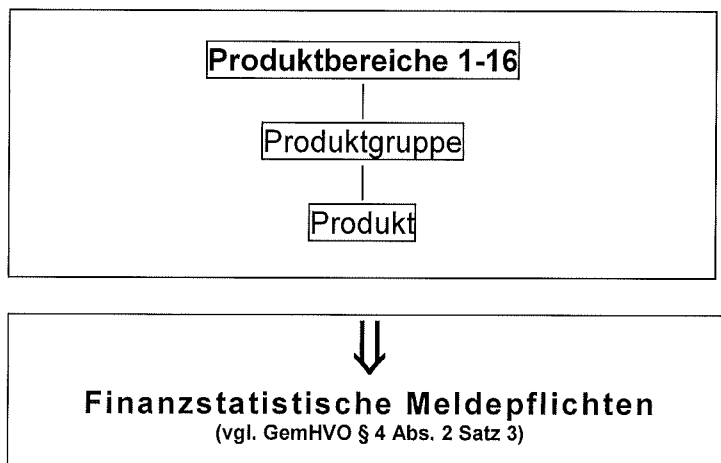 Produktbereiche 1-16
Produktgruppe
Produkt
Finanzstatistische Meldepflichten
(vgl. GemHVO § 4 Abs. 2 Satz 3)